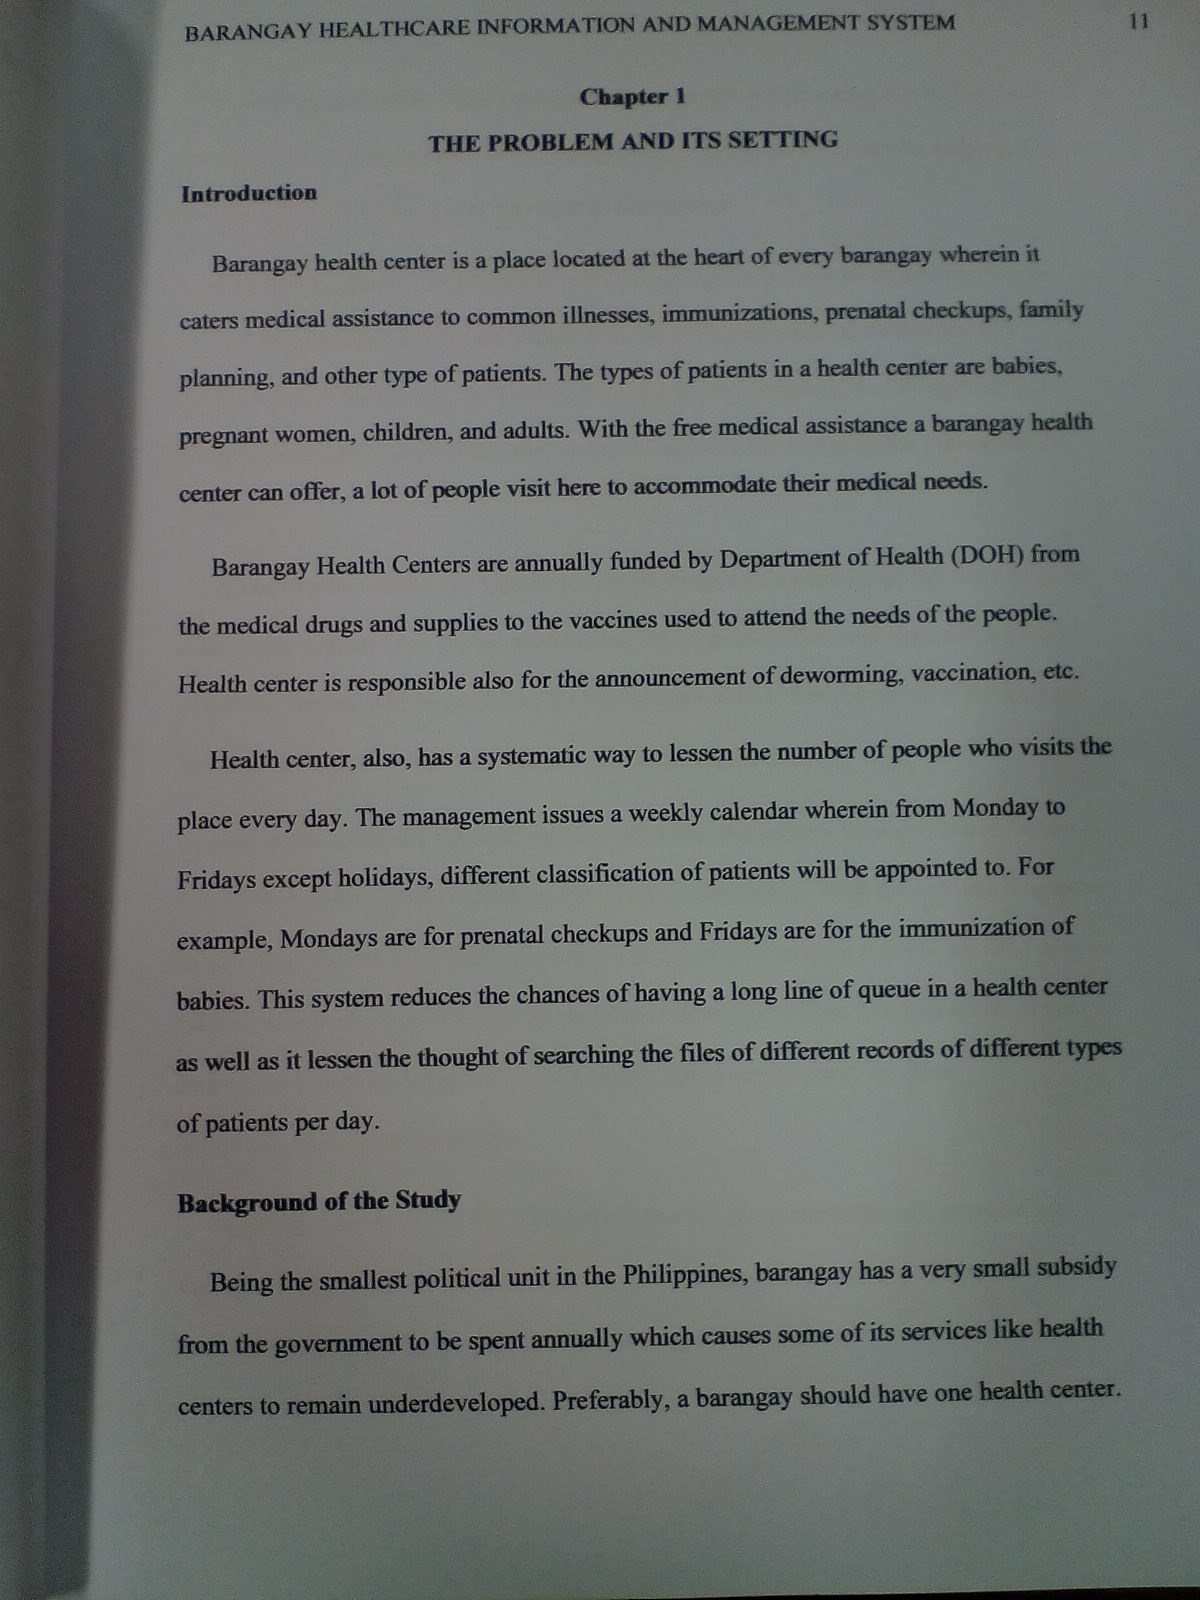 BARANGAY HEALTHCARE INFORMATION AND MANAGEMENT SYSTEM 11
Chapter 1
THE PROBLEM AND ITS SETTING
Introduction
Barangay health center is a place located at the heart of every barangay wherein it
caters medical assistance to common illnesses, immunizations, prenatal checkups, family
planning, and other type of patients. The types of patients in a health center are babies,
pregnant women, children, and adults. With the free medical assistance a barangay health
center can offer, a lot of people visit here to accommodate their medical needs.
Barangay Health Centers are annually funded by Department of Health (DOH) from
the medical drugs and supplies to the vaccines used to attend the needs of the people.
Health center is responsible also for the announcement of deworming, vaccination, etc.
Health center, also, has a systematic way to lessen the number of people who visits the
place every day. The management issues a weekly calendar wherein from Monday to
Fridays except holidays, different classification of patients will be appointed to. For
example, Mondays are for prenatal checkups and Fridays are for the immunization of
babies. This system reduces the chances of having a long line of queue in a health center
as well as it lessen the thought of searching the files of different records of different types
of patients per day.
Background of the Study
Being the smallest political unit in the Philippines, barangay has a very small subsidy
from the government to be spent annually which causes some of its services like health
centers to remain underdeveloped. Preferably, a barangay should have one health center.